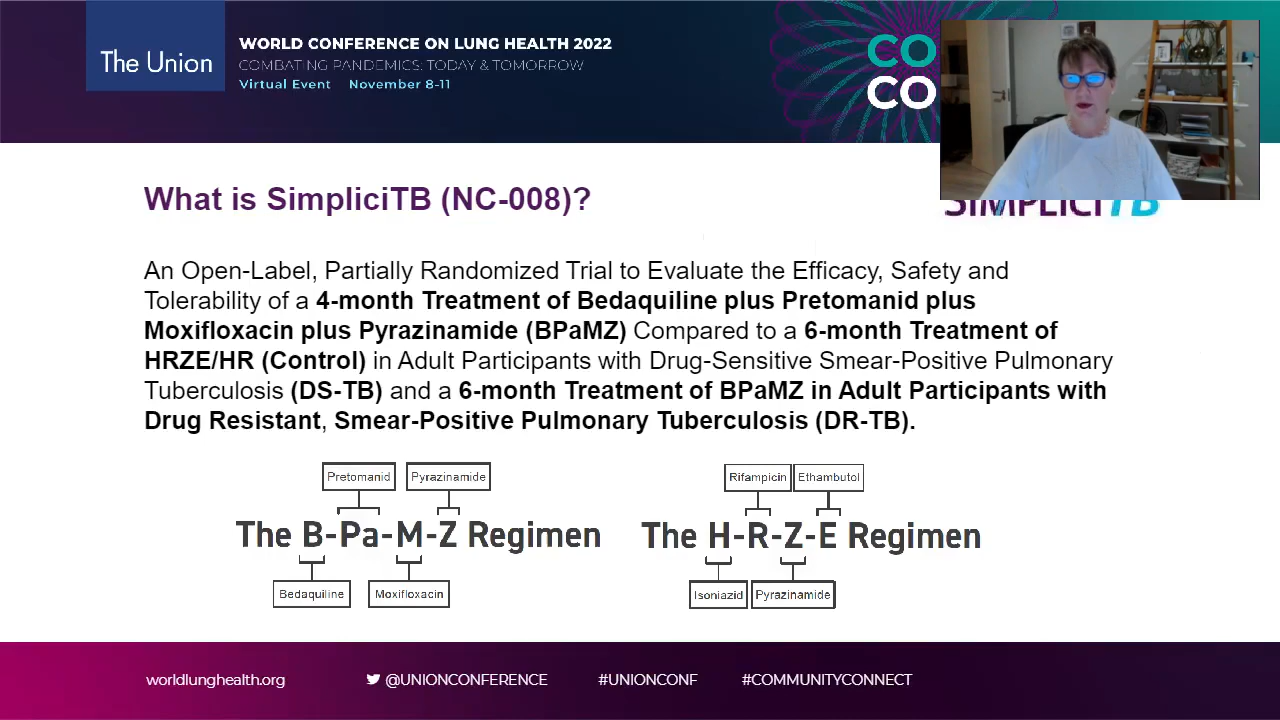 The Union
WORLD CONFERENCE ON LUNG HEALTH 2022
COMBATING PANDEMICS: TODAY & TOMORROW
Virtual Event November 8-11
CO
CO
What is SimpliciTB (NC-008)?
SIMPLICITB
An Open-Label, Partially Randomized Trial to Evaluate the Efficacy, Safety and
Tolerability of a 4-month Treatment of Bedaquiline plus Pretomanid plus
Moxifloxacin plus Pyrazinamide (BPaMZ) Compared to a 6-month Treatment of
HRZE/HR (Control) in Adult Participants with Drug-Sensitive Smear-Positive Pulmonary
Tuberculosis (DS-TB) and a 6-month Treatment of BPaMZ in Adult Participants with
Drug Resistant, Smear-Positive Pulmonary Tuberculosis (DR-TB).
Pretomanid Pyrazinamide
The B-Pa-M-Z Regimen
Bedaquiline Moxifloxacin
Rifampicin Ethambutol
The H-R-Z-E Regimen
Isoniazid Pyrazinamide
worldlunghealth.org @UNIONCONFERENCE #UNIONCONF #COMMUNITYCONNECT